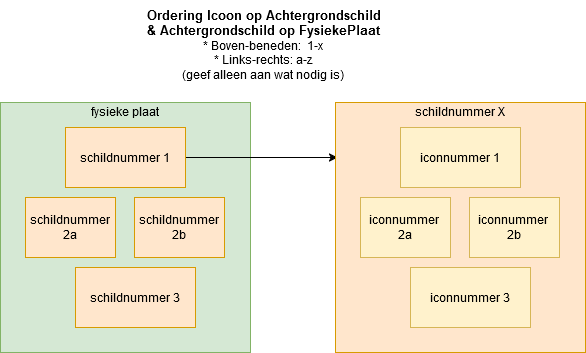 Ordering Icoon op Achtergrondschild
& Achtergrondschild op FysiekePlaat
* Boven-beneden: 1-x
* Links-rechts: a-z
(geef alleen aan wat nodig is)
fysieke plaat
schildnummer 1
schildnummer
2a
schildnummer
2b
schildnummer 3
schildnummer X
iconnummer 1
iconnummer
2a
iconnummer
2b
iconnummer 3